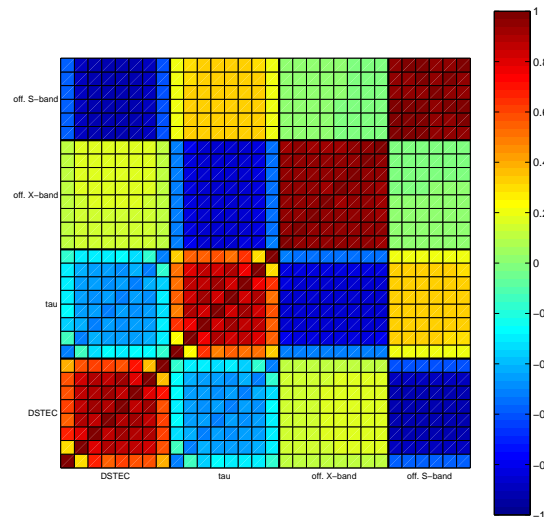 off. S-band
off. X-band
tau
DSTEC
DSTEC tau off. X-band off. S-band
1
0.8
0.6
0.4
0.2
0